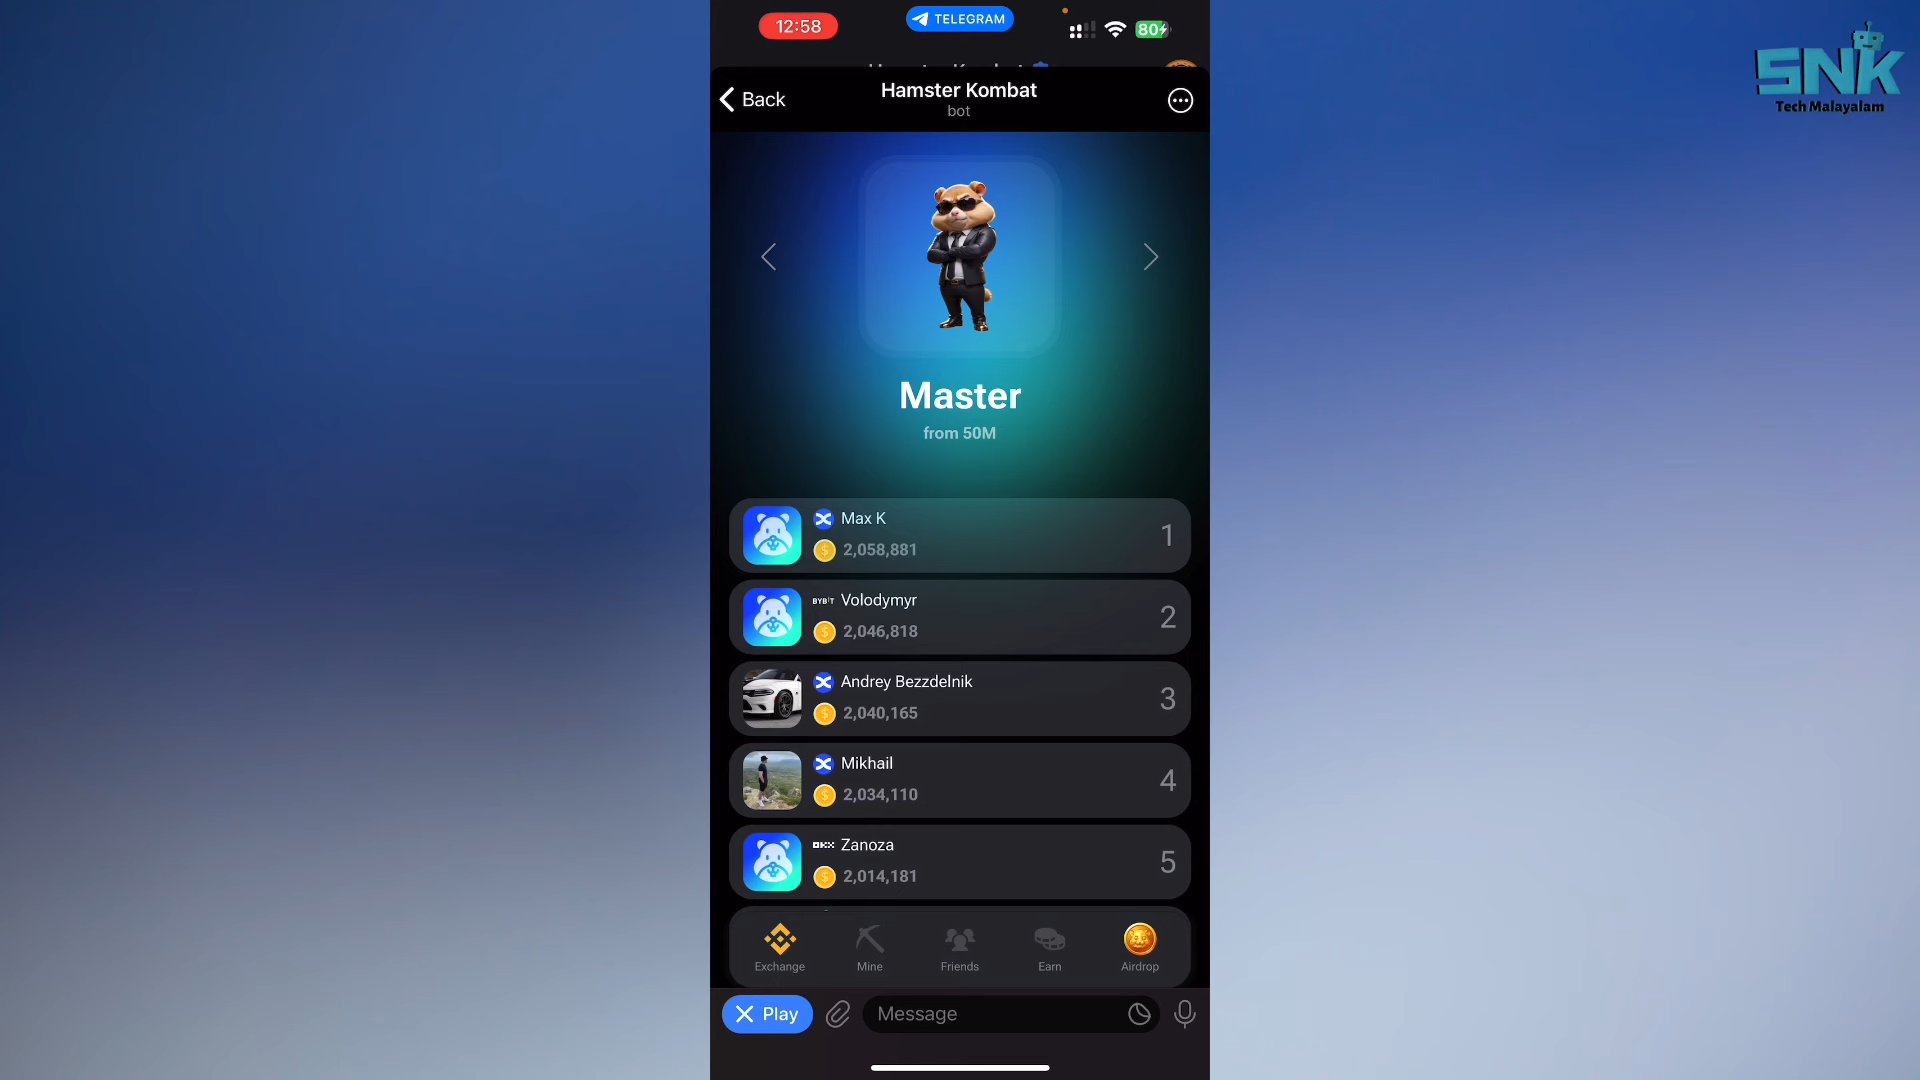 12:58
TELEGRAM
80
SNK
Tech Malayalam
Back
Hamster Kombat
bot
Master
from 50M
Max K
2,058,881
1
BYBIT Volodymyr
2,046,818
2
Andrey Bezzdelnik
2,040,165
3
Mikhail
2,034,110
4
OKX Zanoza
2,014,181
5
Exchange
Mine
Friends
Earn
Airdrop
Play
Message